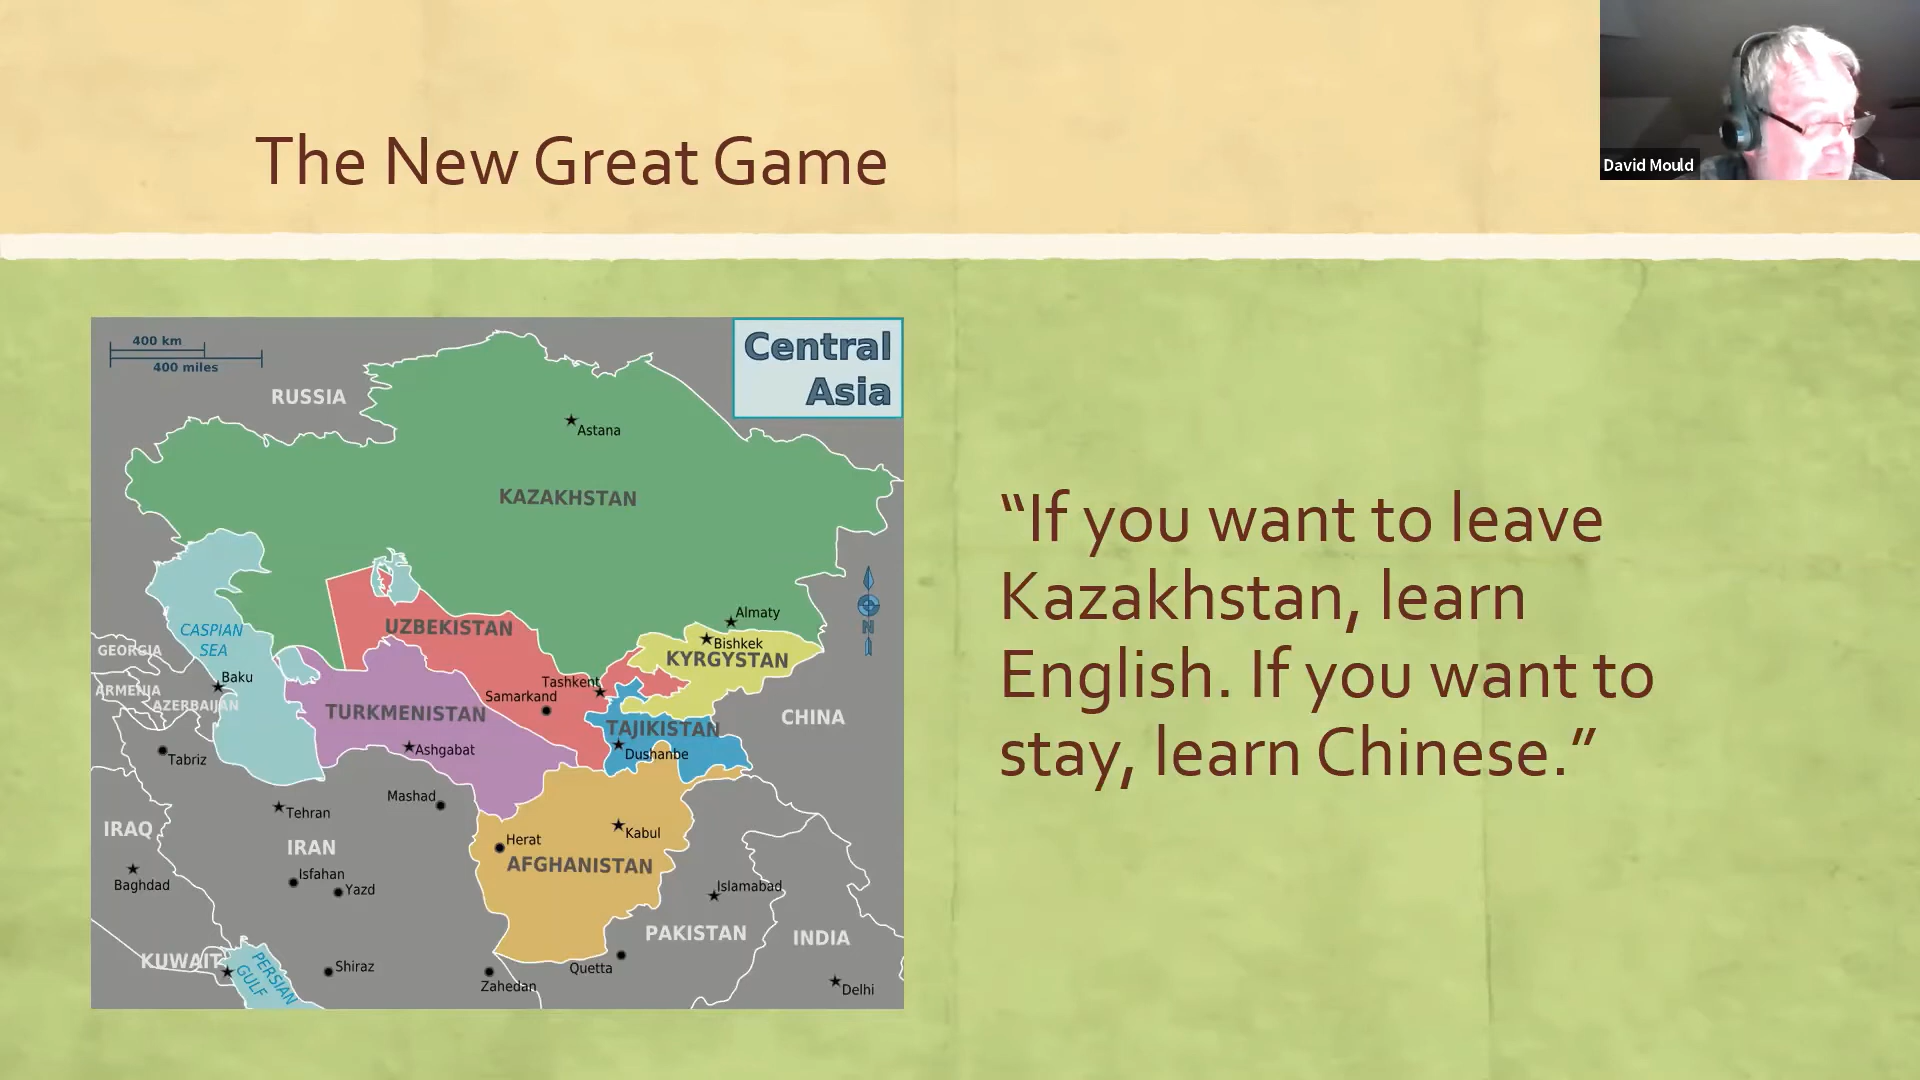 David Mould
The New Great Game
400 km
400 miles
Central
Asia
RUSSIA
Astana
KAZAKHSTAN
CASPIAN
SEA
UZBEKISTAN
Almaty
Bishkek
KYRGYSTAN
N
GEORGIA
ARMENIA
AZERBAIJAN
Baku
Tashkent
Samarkand
TURKMENISTAN
Ashgabat
TAJIKISTAN
Dushanbe
CHINA
Tabriz
Mashad
Tehran
IRAQ
IRAN
Baghdad
Isfahan
Yazd
Herat
Kabul
AFGHANISTAN
Islamabad
PAKISTAN
INDIA
KUWAIT
PERSIAN
GULF
Shiraz
Zahedan
Quetta
Delhi
“If you want to leave
Kazakhstan, learn
English. If you want to
stay, learn Chinese.”